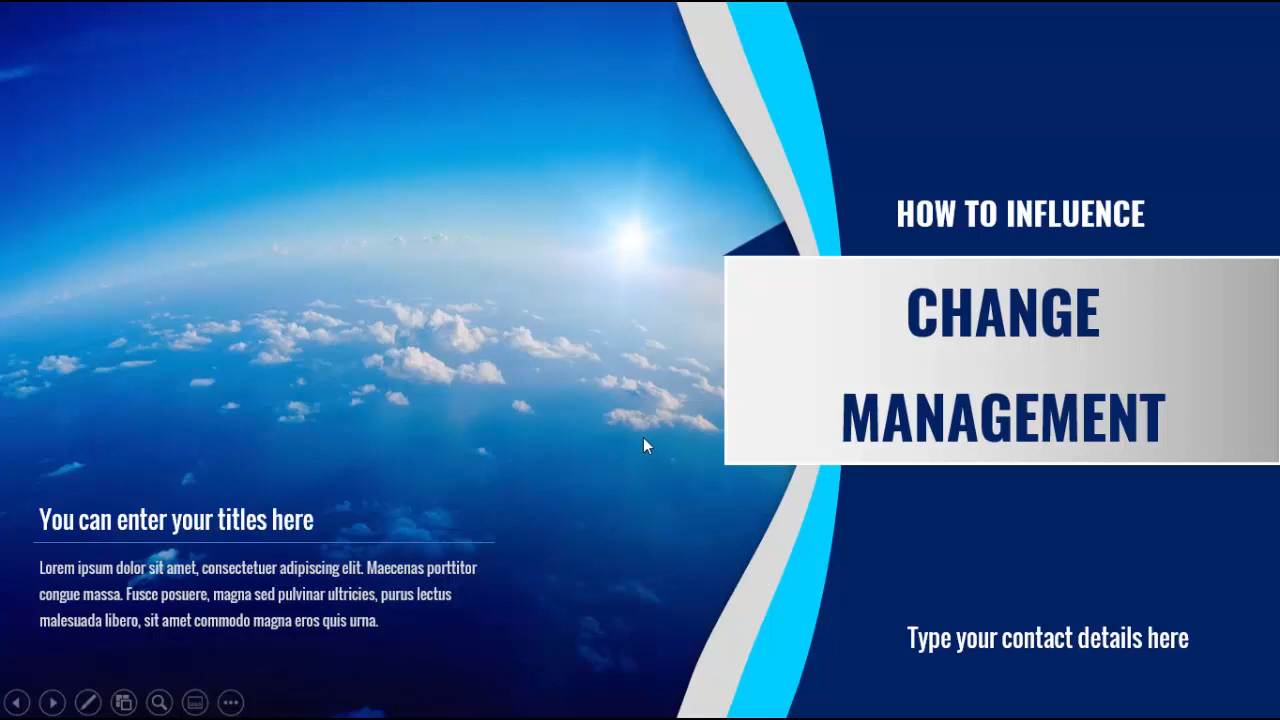 HOW TO INFLUENCE
CHANGE
MANAGEMENT
You can enter your titles here
Lorem ipsum dolor sit amet, consectetuer adipiscing elit. Maecenas porttitor
congue massa. Fusce posuere, magna sed pulvinar ultricies, purus lectus
malesuada libero, sit amet commodo magna eros quis urna.
Type your contact details here